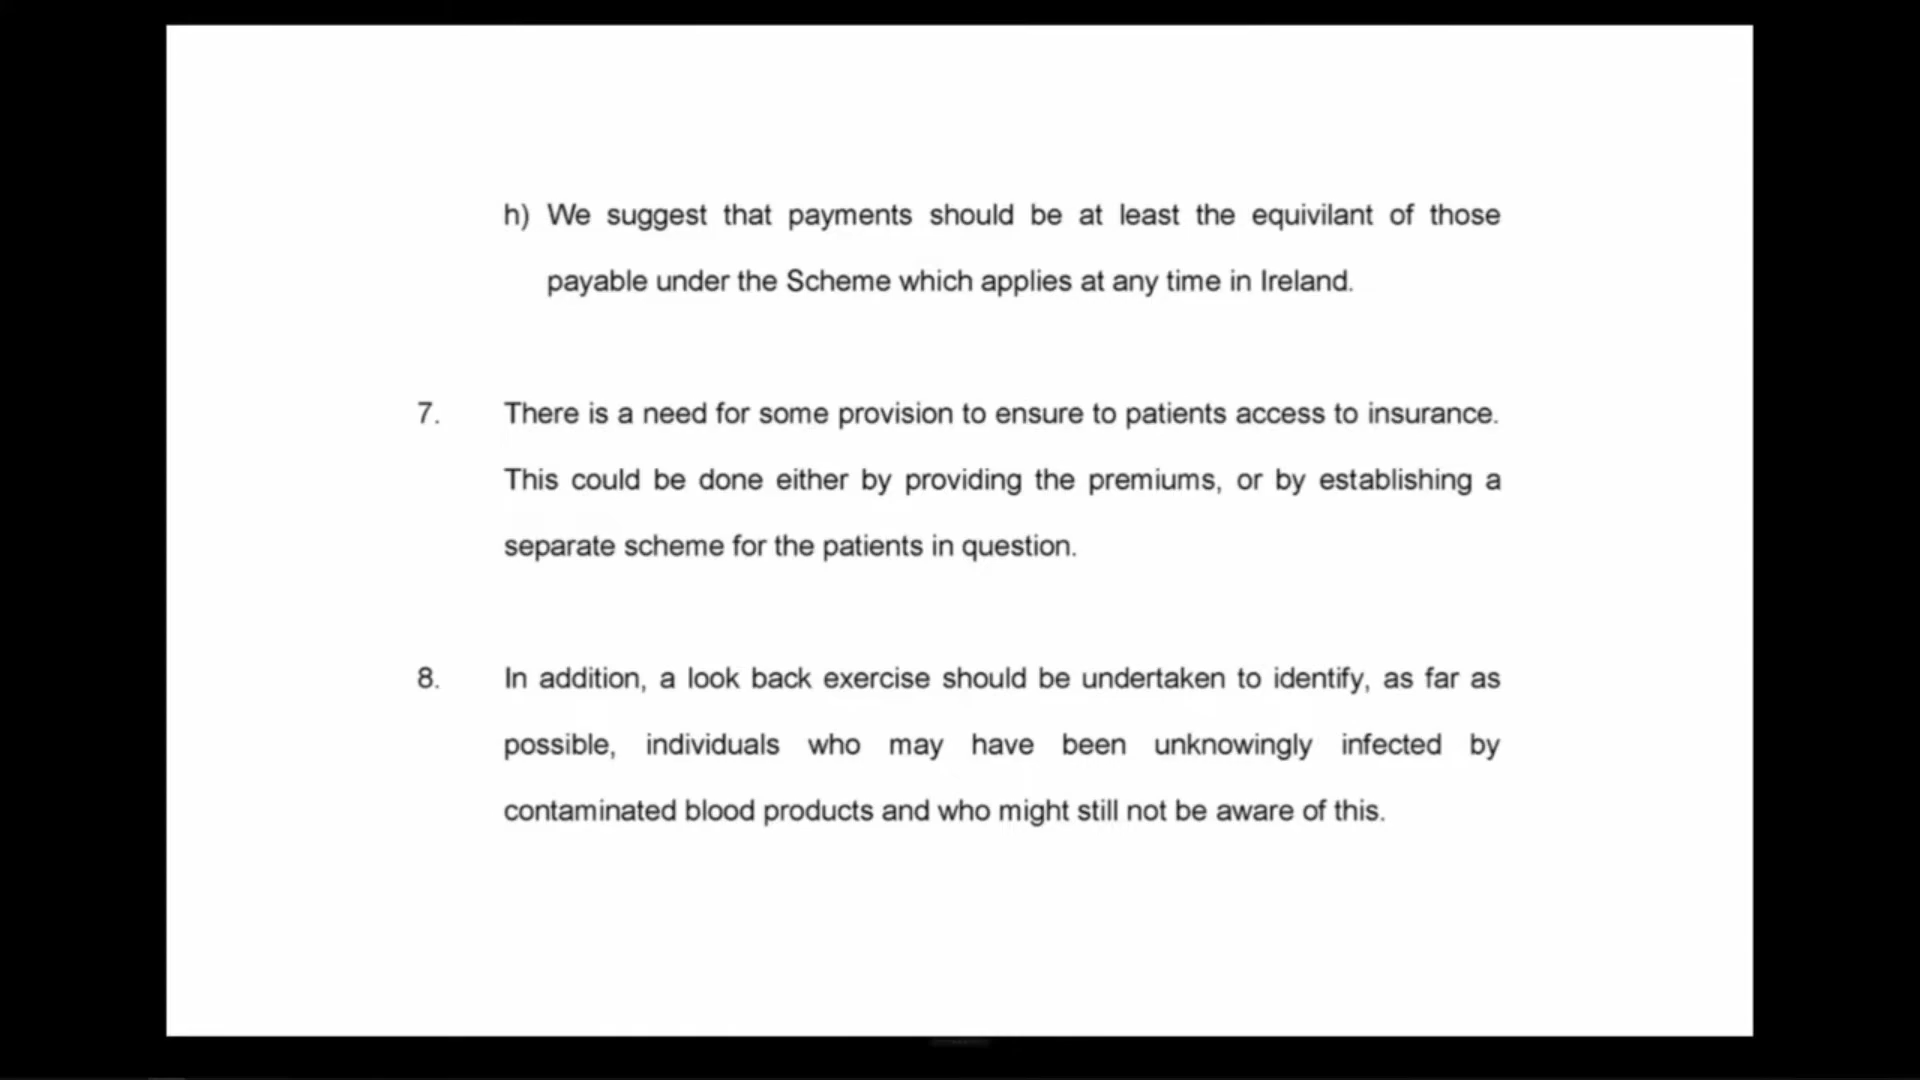 h) We suggest that payments should be at least the equivilant of those
payable under the Scheme which applies at any time in Ireland.
7. There is a need for some provision to ensure to patients access to insurance.
This could be done either by providing the premiums, or by establishing a
separate scheme for the patients in question.
8. In addition, a look back exercise should be undertaken to identify, as far as
possible, individuals who may have been unknowingly infected by
contaminated blood products and who might still not be aware of this.